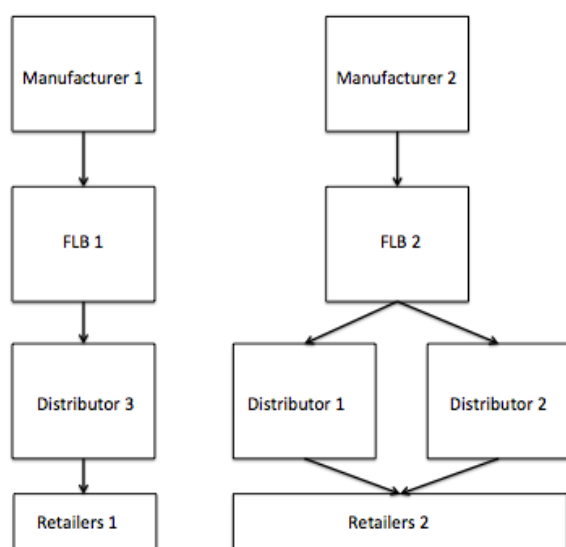 Manufacturer 1
Manufacturer 2
FLB 1
FLB 2
Distributor 3
Distributor 1
Distributor 2
Retailers 1
Retailers 2